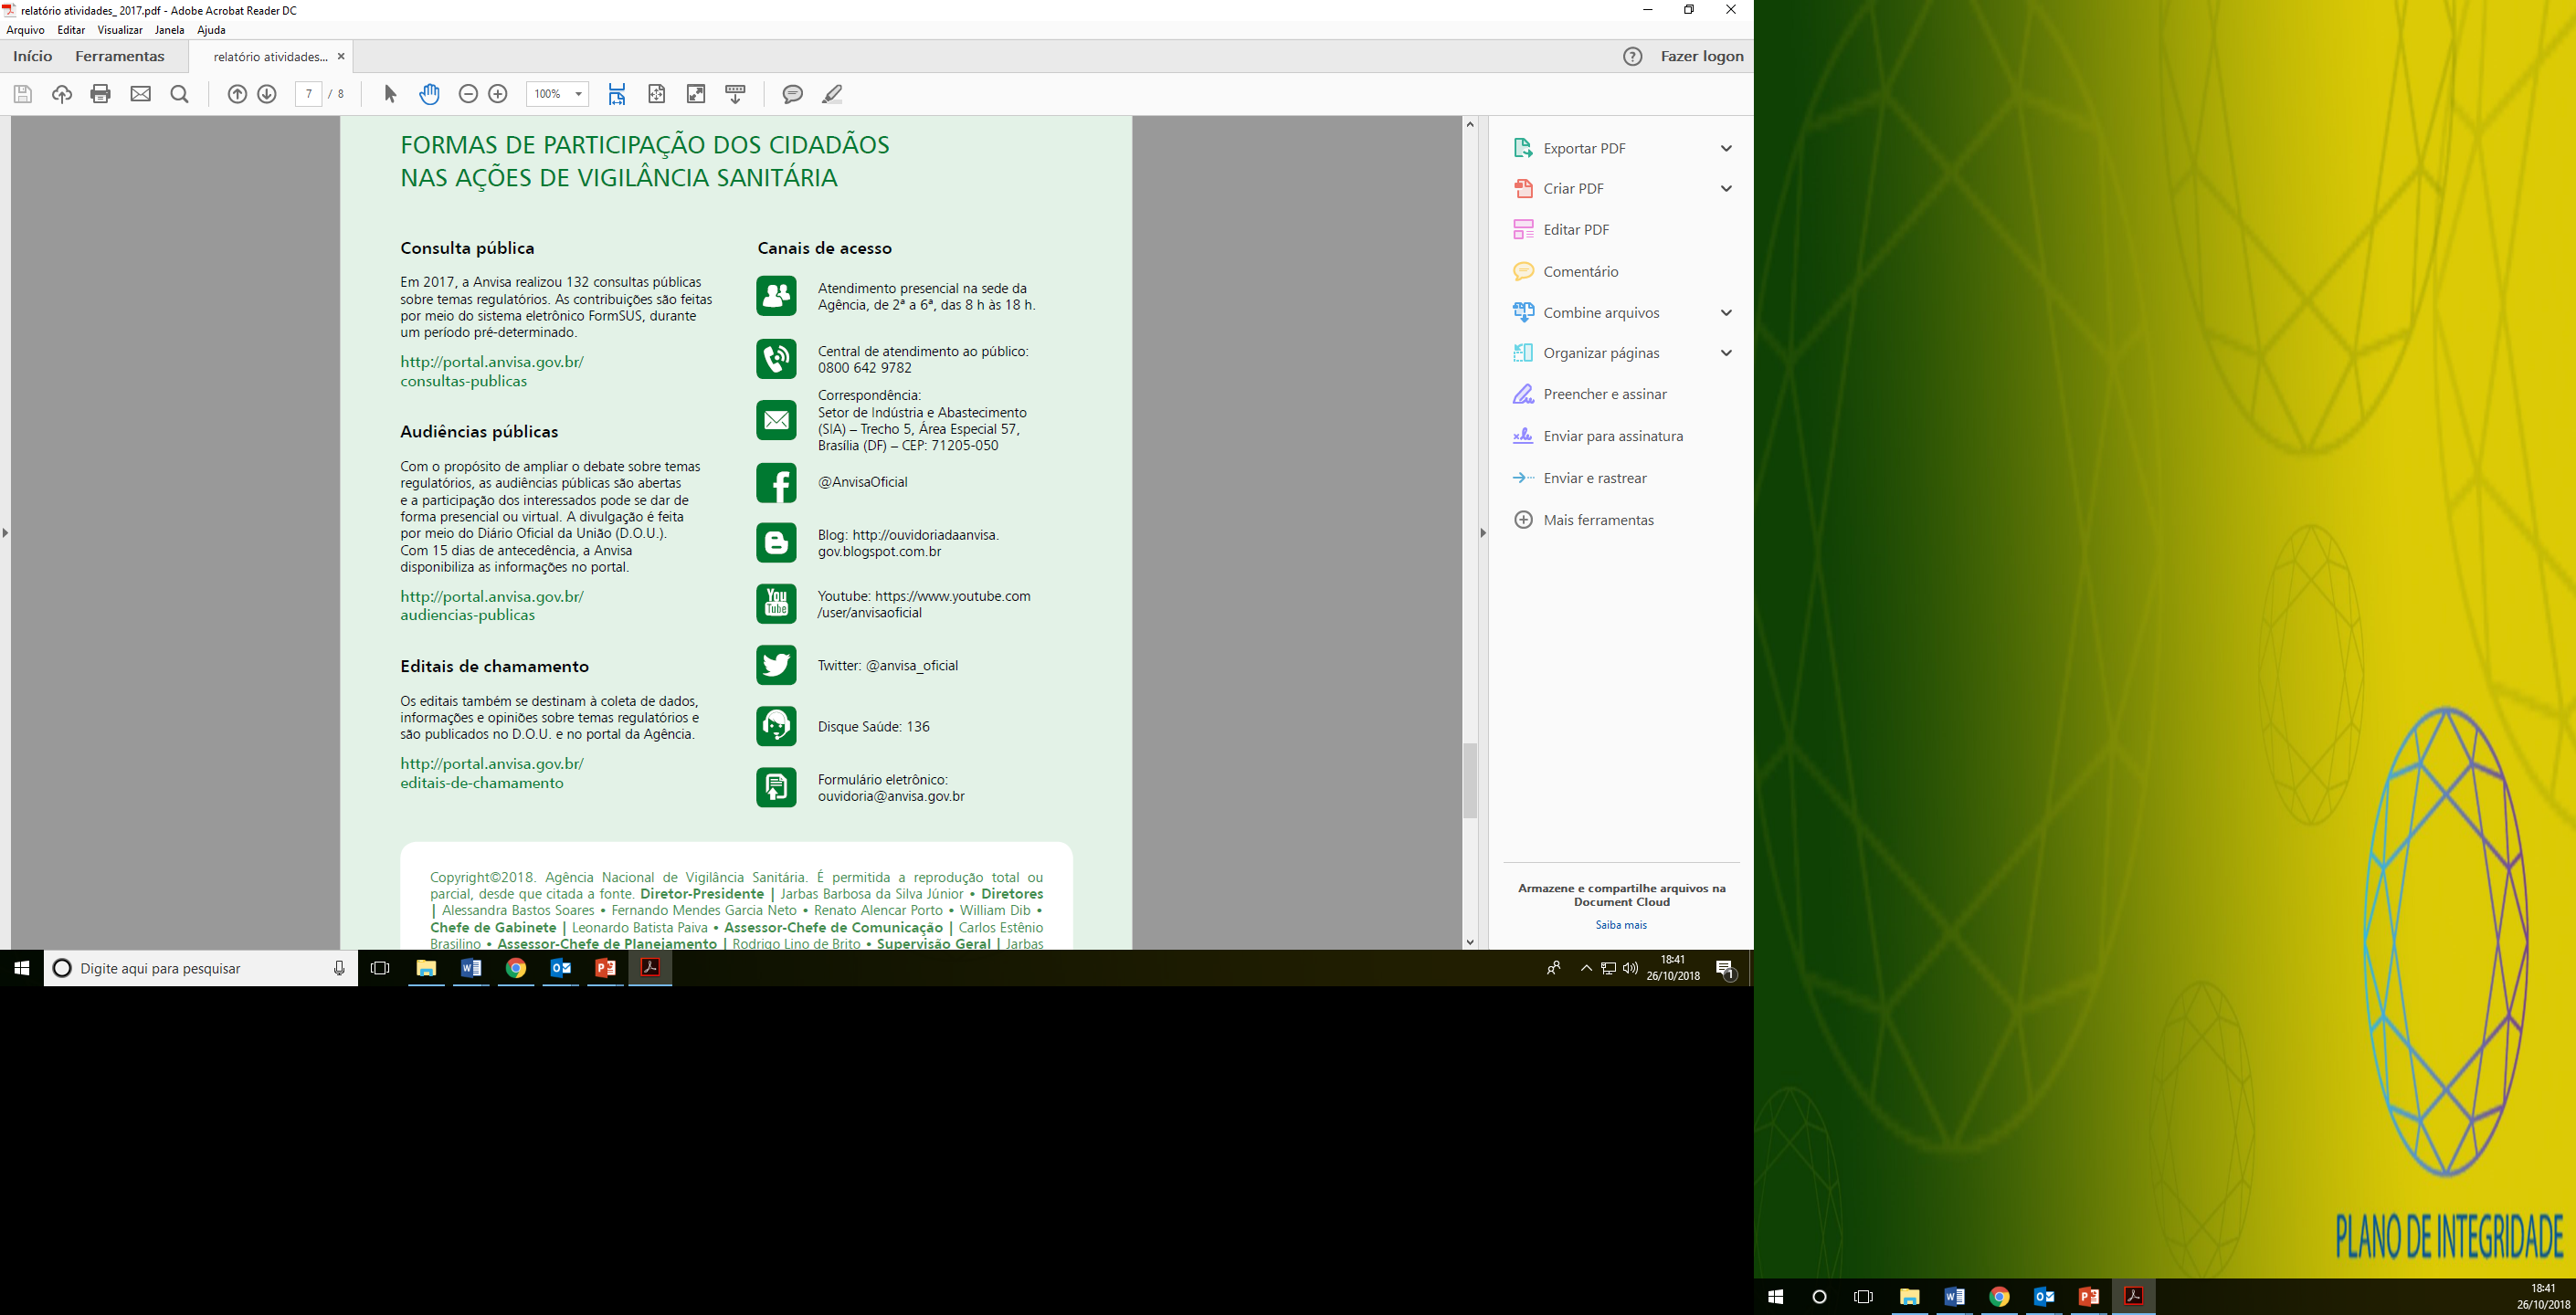 relatório atividades_ 2017.pdf - Adobe Acrobat Reader DC
Arquivo Editar Visualizar Janela Ajuda
Início Ferramentas relatório atividades... × ? Fazer logon
7 / 8 100%
FORMAS DE PARTICIPAÇÃO DOS CIDADÃOS
NAS AÇÕES DE VIGILÂNCIA SANITÁRIA
Consulta pública
Em 2017, a Anvisa realizou 132 consultas públicas
sobre temas regulatórios. As contribuições são feitas
por meio do sistema eletrônico FormSUS, durante
um período pré-determinado.
http://portal.anvisa.gov.br/
consultas-publicas
Audiências públicas
Com o propósito de ampliar o debate sobre temas
regulatórios, as audiências públicas são abertas
e a participação dos interessados pode se dar de
forma presencial ou virtual. A divulgação é feita
por meio do Diário Oficial da União (D.O.U.).
Com 15 dias de antecedência, a Anvisa
disponibiliza as informações no portal.
http://portal.anvisa.gov.br/
audiencias-publicas
Editais de chamamento
Os editais também se destinam à coleta de dados,
informações e opiniões sobre temas regulatórios e
são publicados no D.O.U. e no portal da Agência.
http://portal.anvisa.gov.br/
editais-de-chamamento
Canais de acesso
Atendimento presencial na sede da
Agência, de 2ª a 6ª, das 8 h às 18 h.
Central de atendimento ao público:
0800 642 9782
Correspondência:
Setor de Indústria e Abastecimento
(SIA) – Trecho 5, Área Especial 57,
Brasília (DF) – CEP: 71205-050
@AnvisaOficial
Blog: http://ouvidoriadaanvisa.
gov.blogspot.com.br
You
Tube
Youtube: https://www.youtube.com
/user/anvisaoficial
Twitter: @anvisa_oficial
Disque Saúde: 136
Formulário eletrônico:
ouvidoria@anvisa.gov.br
Copyright©2018. Agência Nacional de Vigilância Sanitária. É permitida a reprodução total ou
parcial, desde que citada a fonte. Diretor-Presidente | Jarbas Barbosa da Silva Júnior • Diretores
| Alessandra Bastos Soares • Fernando Mendes Garcia Neto • Renato Alencar Porto • William Dib •
Chefe de Gabinete | Leonardo Batista Paiva • Assessor-Chefe de Comunicação | Carlos Estênio
Brasilino • Assessor-Chefe de Planejamento | Rodrigo Lino de Brito • Supervisão Geral | Jarbas
Exportar PDF
Criar PDF
Editar PDF
Comentário
Combine arquivos
Organizar páginas
Preencher e assinar
Enviar para assinatura
Enviar e rastrear
Mais ferramentas
Armazene e compartilhe arquivos na
Document Cloud
Saiba mais
Digite aqui para pesquisar
18:41
26/10/2018
1
PLANO DE INTEGRIDADE
18:41
26/10/2018